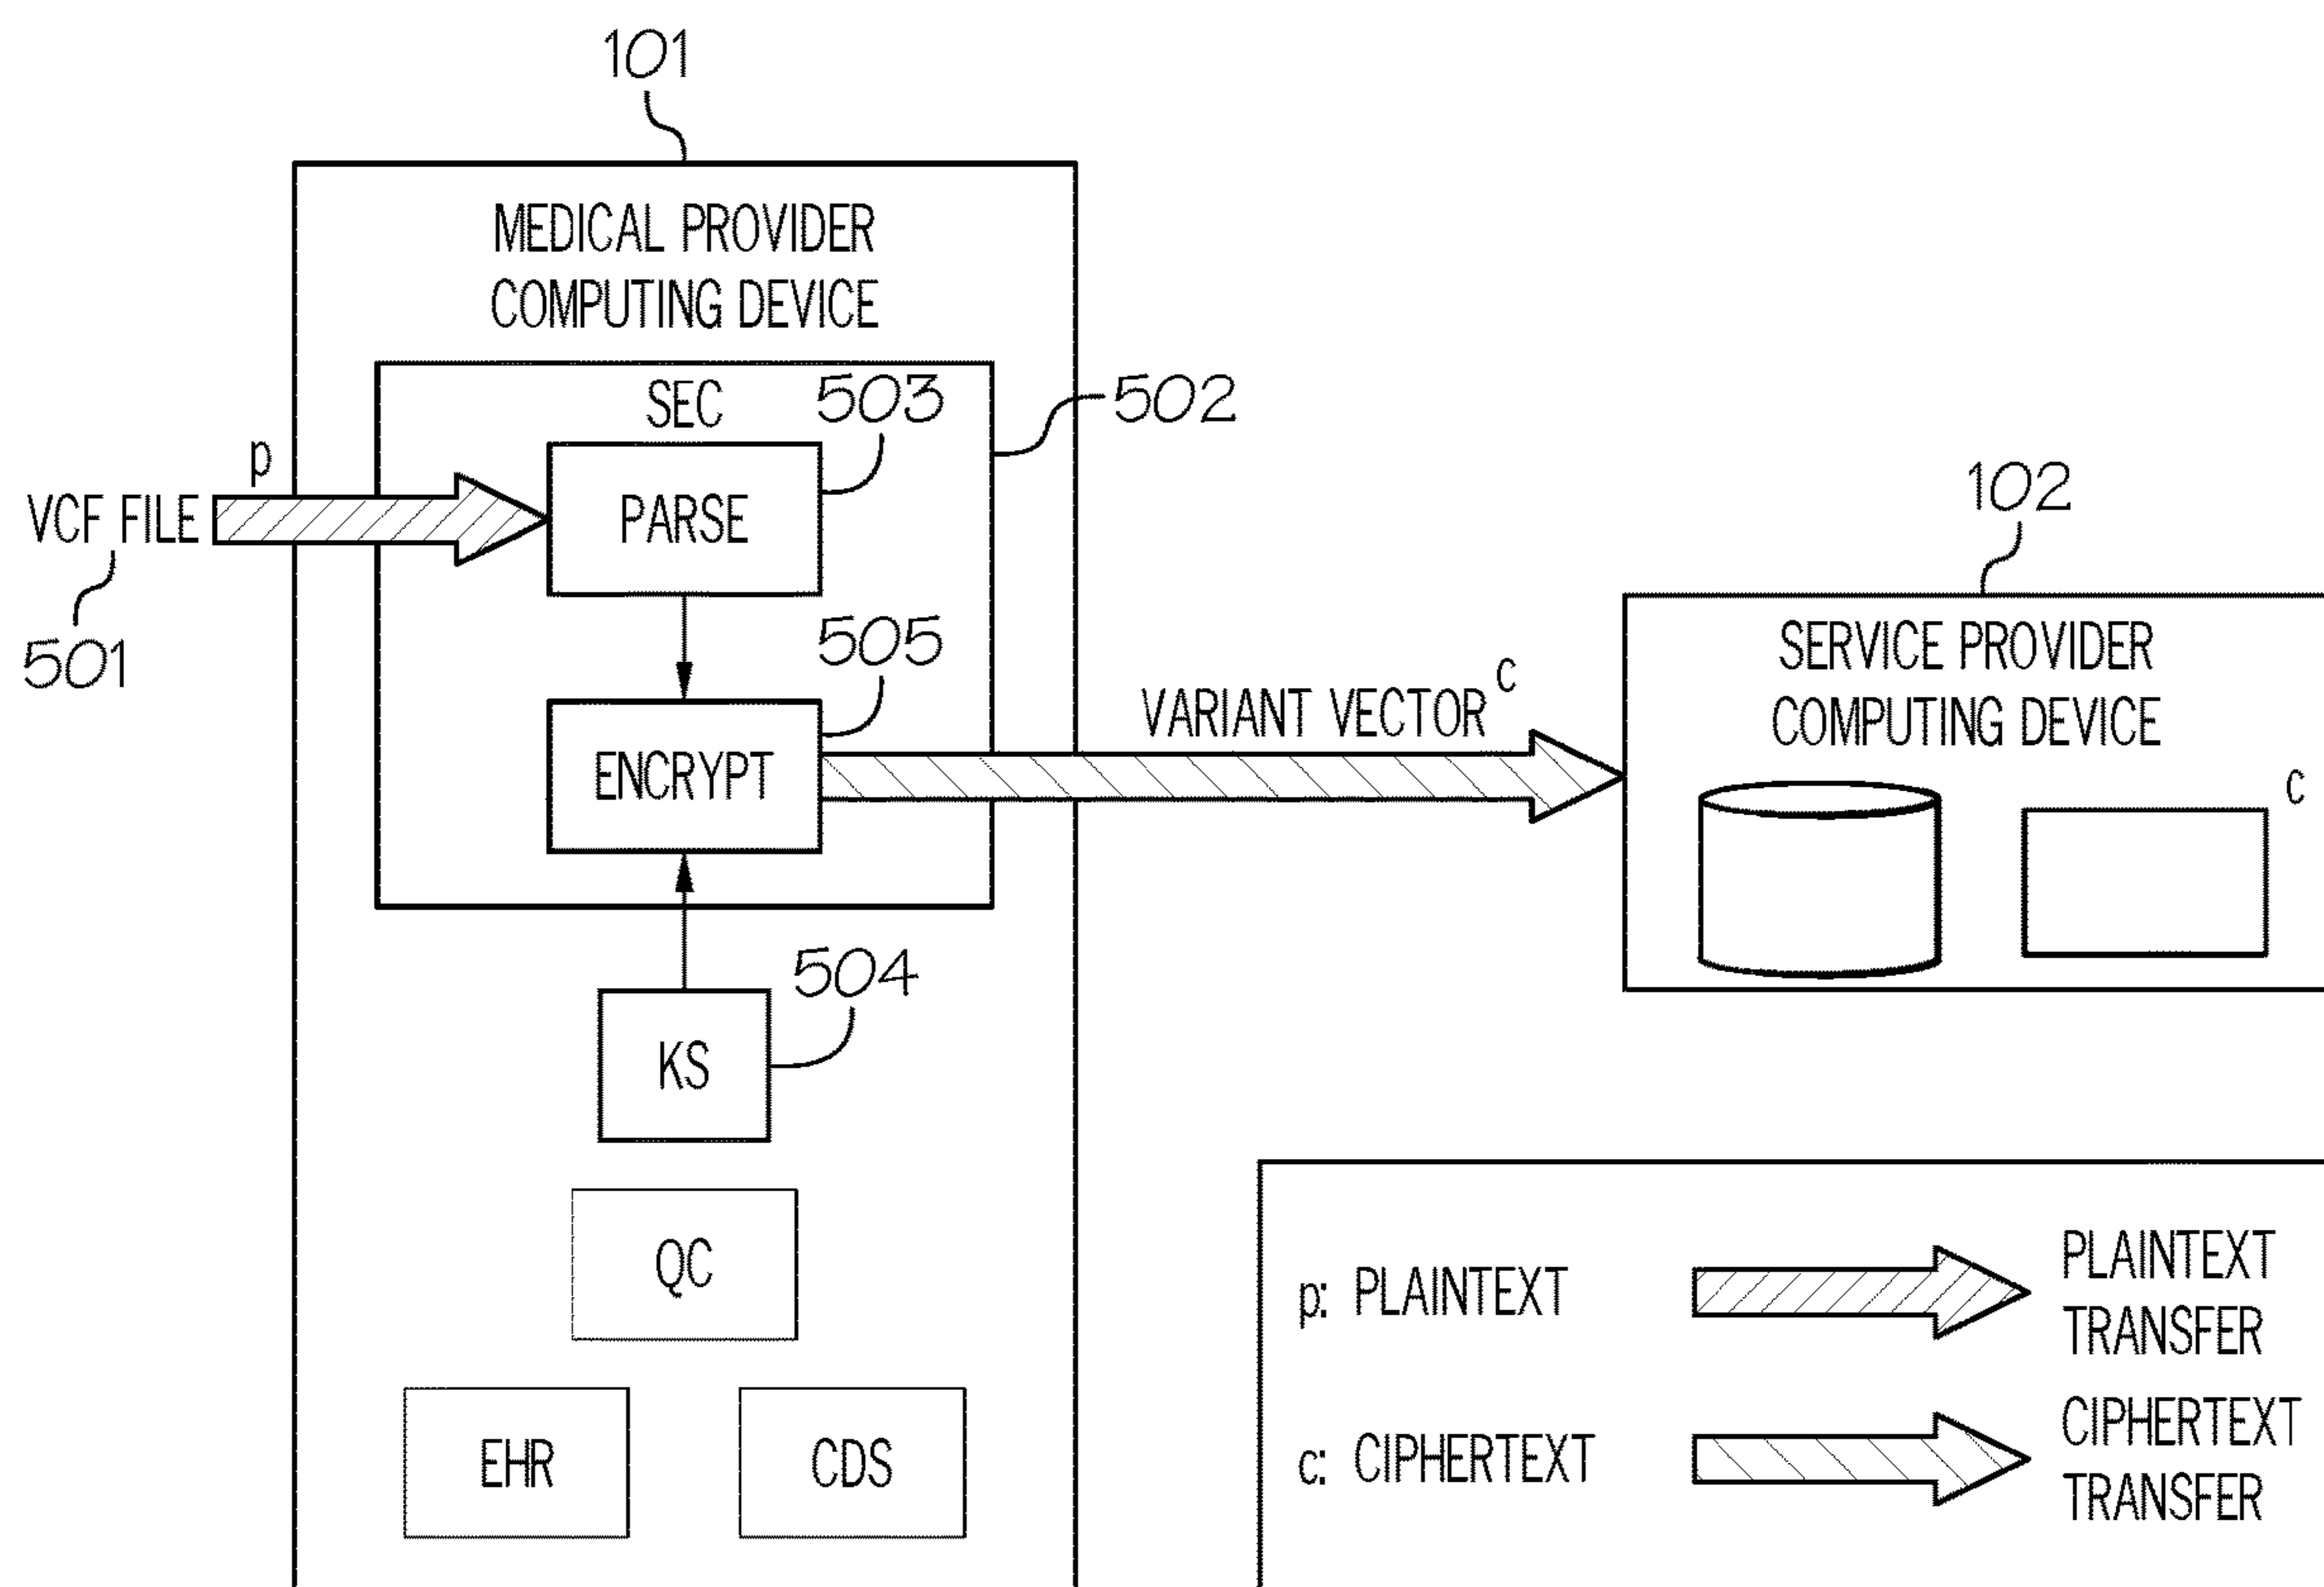 101
MEDICAL PROVIDER
COMPUTING DEVICE
SEC
503
502
p
VCF FILE
PARSE
501
505
ENCRYPT
VARIANT VECTOR c
102
SERVICE PROVIDER
COMPUTING DEVICE
c
504
KS
QC
EHR
CDS
p: PLAINTEXT
PLAINTEXT
TRANSFER
c: CIPHERTEXT
CIPHERTEXT
TRANSFER